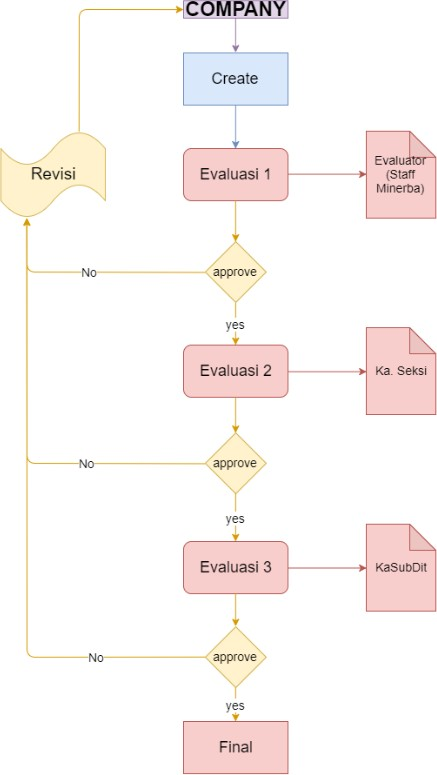 COMPANY
Create
Revisi
Evaluasi 1
Evaluator
(Staff
Minerba)
approve
No
yes
Evaluasi 2
Ka. Seksi
approve
No
yes
Evaluasi 3
KaSubDit
approve
No
yes
Final